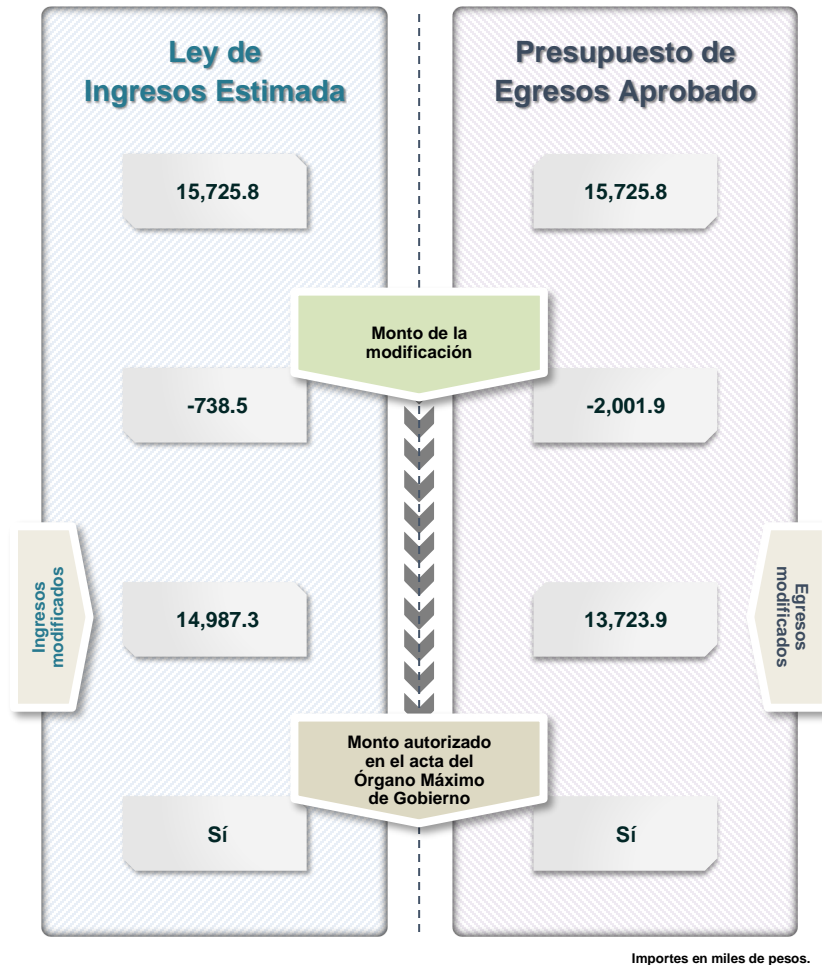 Ley de
Ingresos Estimada
Presupuesto de
Egresos Aprobado
15,725.8
15,725.8
Monto de la
modificación
-738.5
-2,001.9
Ingresos
modificados
14,987.3
13,723.9
Egresos
modificados
Monto autorizado
en el acta del
Órgano Máximo
de Gobierno
Sí
Sí
Importes en miles de pesos.